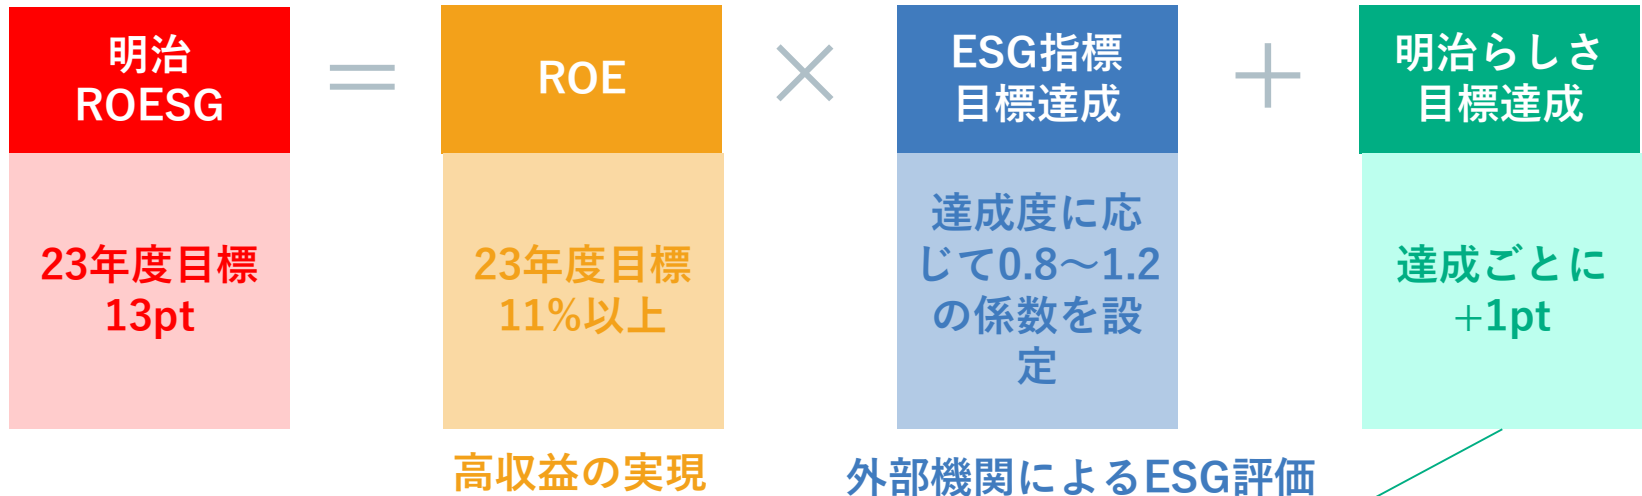 明治
ROESG
＝
ROE
×
ESG指標
目標達成
＋
明治らしさ
目標達成
23年度目標
13pt
23年度目標
11%以上
達成度に応
じて0.8～1.2
の係数を設
定
達成ごとに
＋1pt
高収益の実現
外部機関によるESG評価